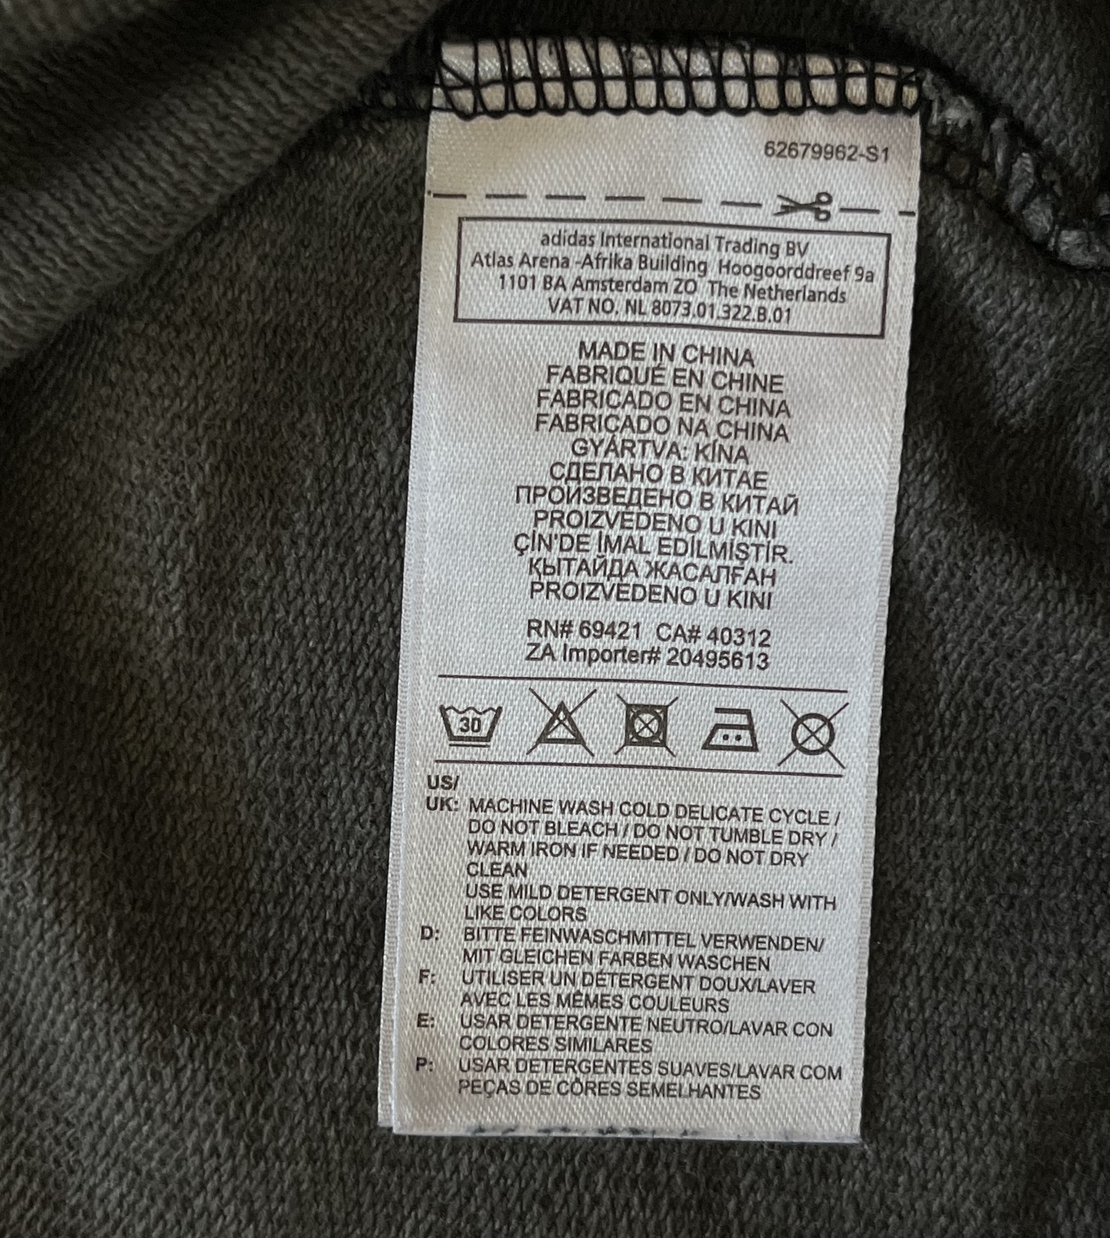 62679962-S1
adidas International Trading BV
Atlas Arena -Afrika Building Hoogoorddreef 9a
1101 BA Amsterdam ZO The Netherlands
VAT NO. NL 8073.01.322.B.01
MADE IN CHINA
FABRIQUÉ EN CHINE
FABRICADO EN CHINA
FABRICADO NA CHINA
GYÁRTVA: KÍNA
СДЕЛАНО В КИТАЕ
ПРОИЗВЕДЕНО В КИТАЙ
PROIZVEDENO U KINI
ÇİN'DE İMAL EDİLMİŞTİR.
ҚЫТАЙДА ЖАСАЛҒАН
PROIZVEDENO U KINI
RN# 69421 CA# 40312
ZA Importer# 20495613
30
US/
UK: MACHINE WASH COLD DELICATE CYCLE /
DO NOT BLEACH / DO NOT TUMBLE DRY /
WARM IRON IF NEEDED / DO NOT DRY
CLEAN
USE MILD DETERGENT ONLY/WASH WITH
LIKE COLORS
D: BITTE FEINWASCHMITTEL VERWENDEN/
MIT GLEICHEN FARBEN WASCHEN
F: UTILISER UN DÉTERGENT DOUX/LAVER
AVEC LES MÊMES COULEURS
E: USAR DETERGENTE NEUTRO/LAVAR CON
COLORES SIMILARES
P: USAR DETERGENTES SUAVES/LAVAR COM
PEÇAS DE CÔRES SEMELHANTES